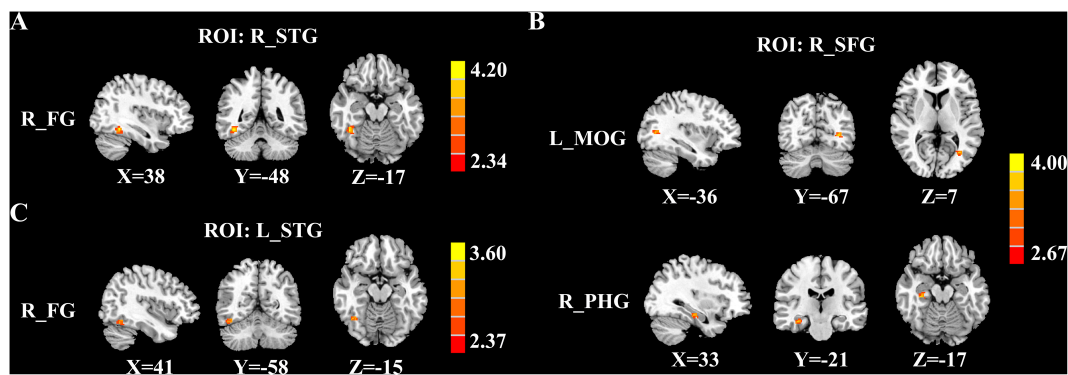 A
ROI: R_STG
R_FG
4.20
2.34
X=38 Y=-48 Z=-17
B
ROI: R_SFG
L_MOG
X=-36 Y=-67 Z=7
4.00
2.67
R_PHG
X=33 Y=-21 Z=-17
C
ROI: L_STG
R_FG
3.60
2.37
X=41 Y=-58 Z=-15